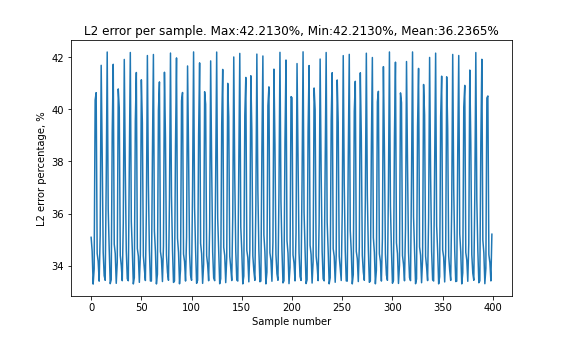 L2 error per sample. Max:42.2130%, Min:42.2130%, Mean:36.2365%
42
40
38
36
34
L2 error percentage, %
0 50 100 150 200 250 300 350 400
Sample number